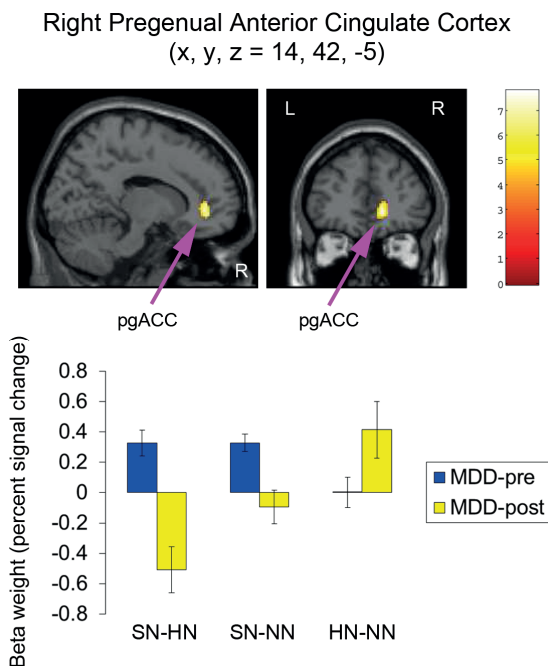 Right Pregenual Anterior Cingulate Cortex
(x, y, z = 14, 42, -5)
L R
R
7
6
5
4
3
2
1
0
pgACC pgACC
Beta weight (percent signal change)
0.8
0.6
0.4
0.2
0
-0.2
-0.4
-0.6
-0.8
MDD-pre
MDD-post
SN-HN SN-NN HN-NN